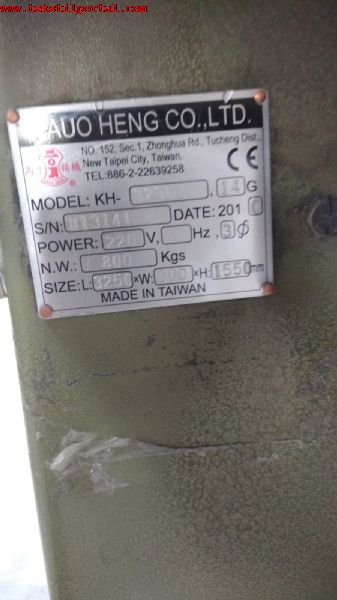 www.tekstilportal.com
AUO HENG CO.,LTD.
NO. 152, Sec.1, Zhonghua Rd., Tucheng Dist.,
New Taipei City, Taiwan.
TEL:886-2-22639258
CE
MODEL: KH- , 14 G
S/N: DATE: 201
POWER: 220 V, Hz, 3φ
N.W.: 800 Kgs
SIZE: L: 3250 ×W: ×H: 1550 mm
MADE IN TAIWAN